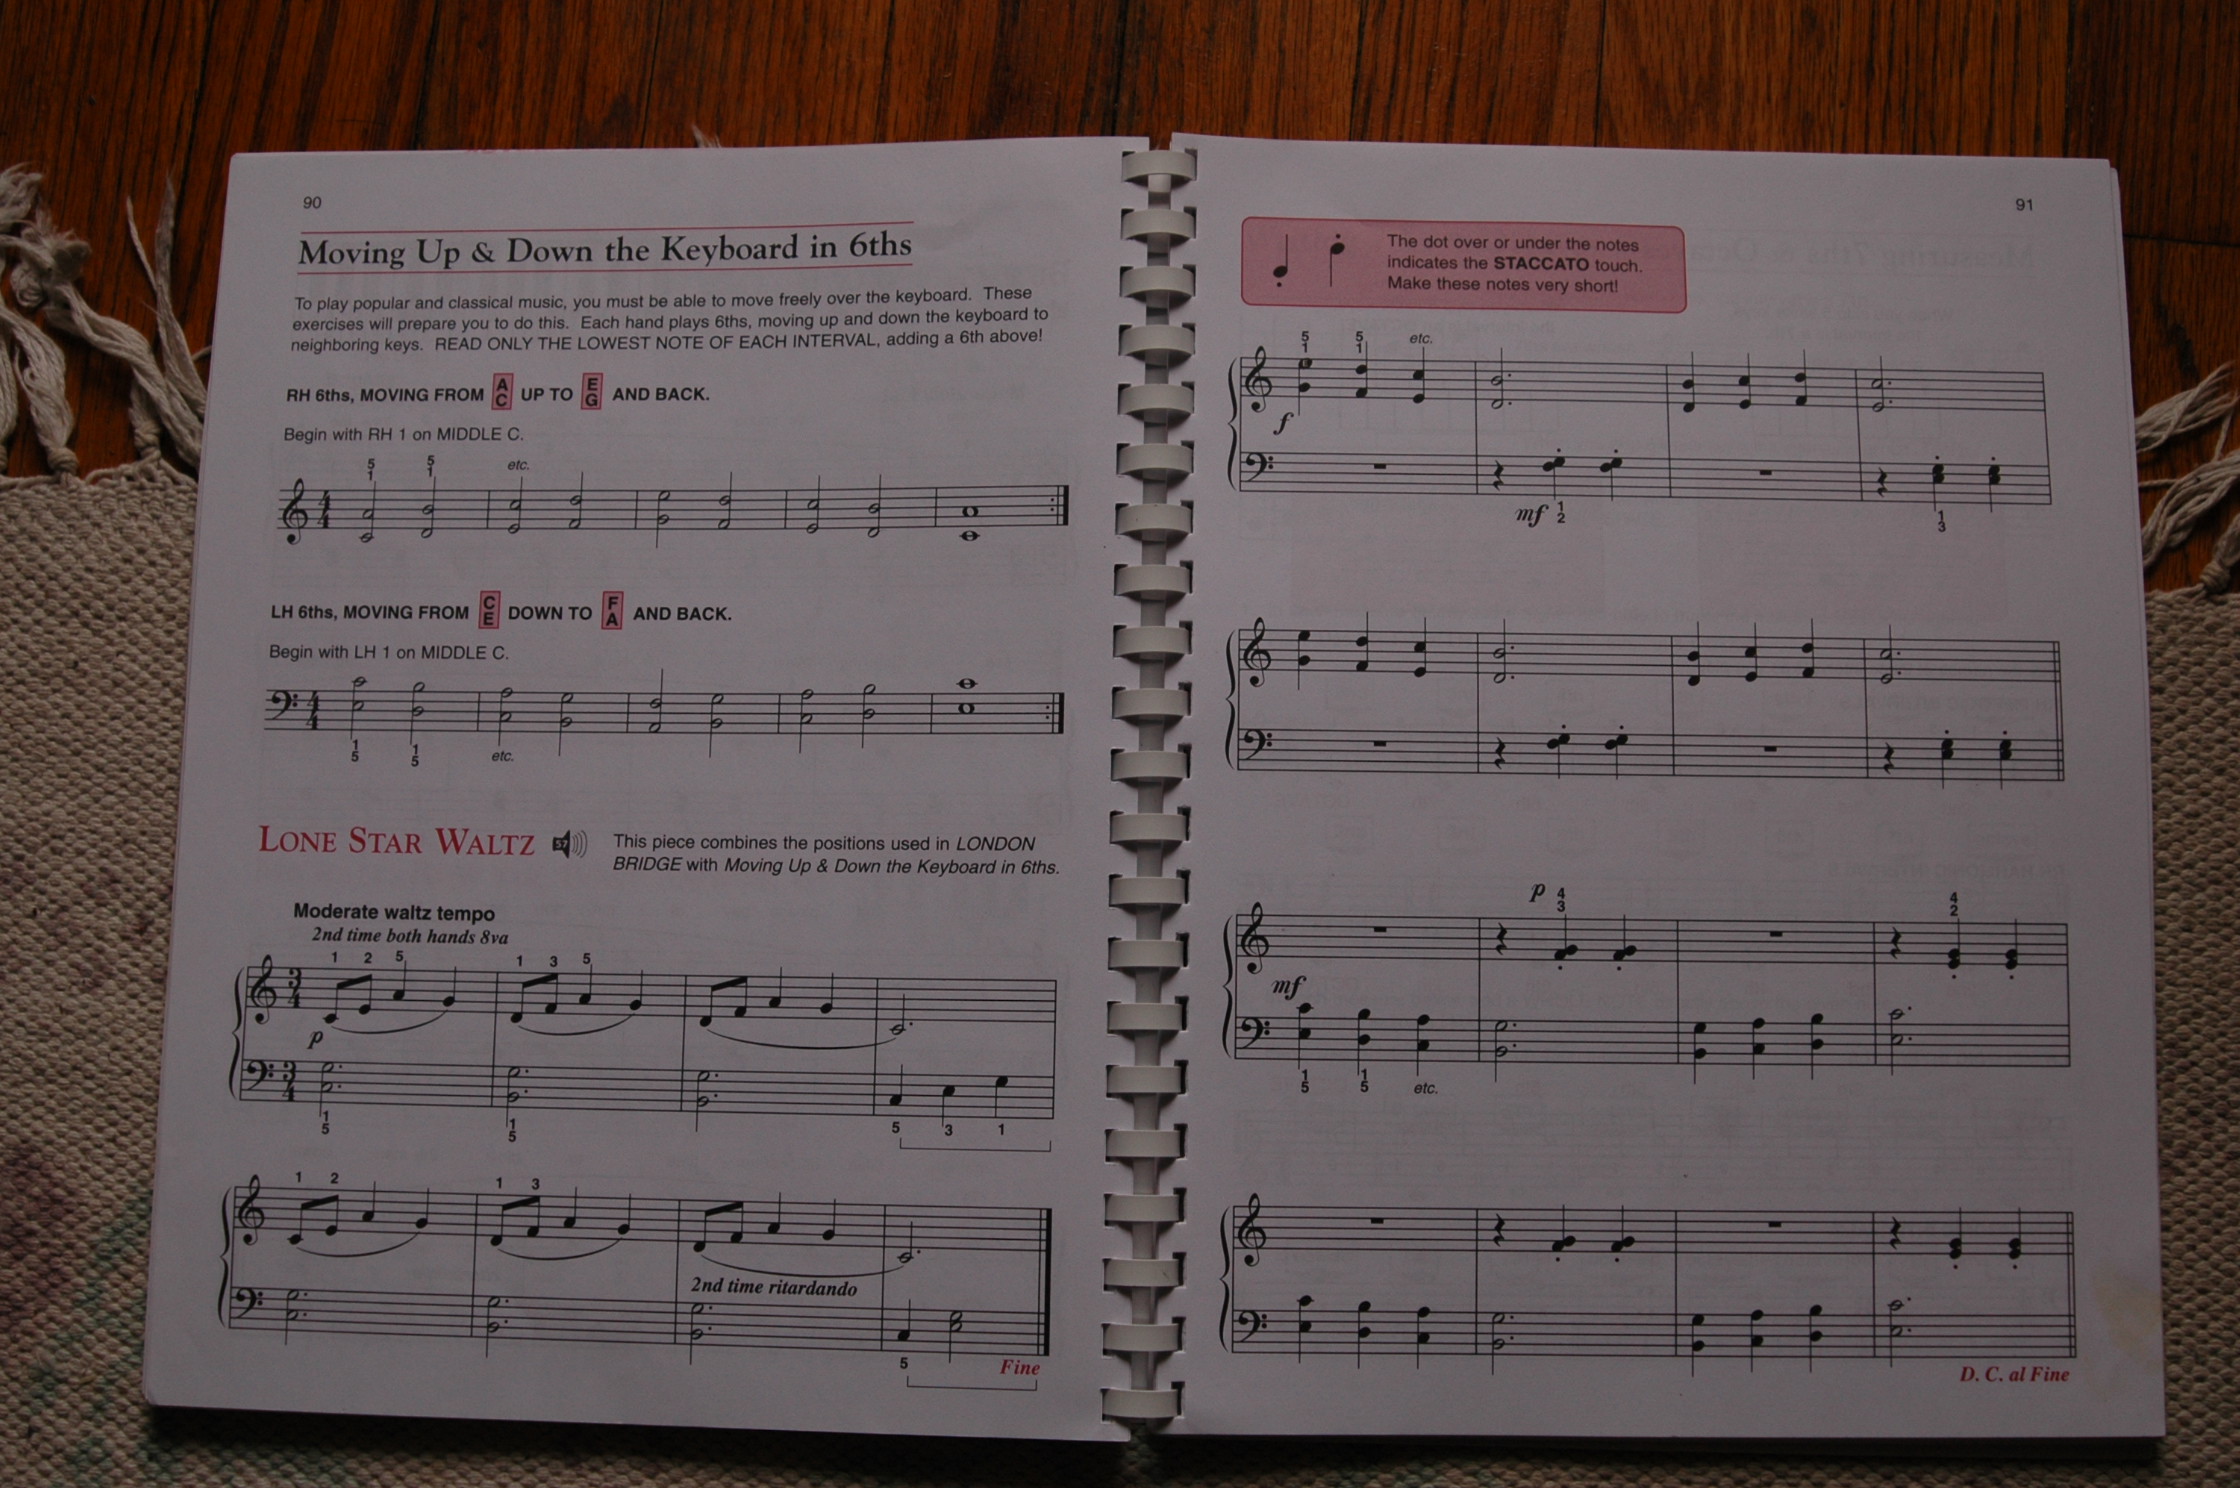 90
Moving Up & Down the Keyboard in 6ths
To play popular and classical music, you must be able to move freely over the keyboard. These
exercises will prepare you to do this. Each hand plays 6ths, moving up and down the keyboard to
neighboring keys. READ ONLY THE LOWEST NOTE OF EACH INTERVAL, adding a 6th above!
RH 6ths, MOVING FROM A C UP TO E G AND BACK.
Begin with RH 1 on MIDDLE C.
5 5 etc.
1 1
4
4
LH 6ths, MOVING FROM C E DOWN TO F A AND BACK.
Begin with LH 1 on MIDDLE C.
4
4
1 1 etc.
5 5
LONE STAR WALTZ
This piece combines the positions used in LONDON
BRIDGE with Moving Up & Down the Keyboard in 6ths.
Moderate waltz tempo
2nd time both hands 8va
1 2 5 1 3 5
3
4
p
3
4
1 1 5 3 1
5 5
1 2 1 3
2nd time ritardando
5
Fine
91
The dot over or under the notes
indicates the STACCATO touch.
Make these notes very short!
5 5 etc.
1 1
f
mf 1 1
2 3
p 4 4
3 2
mf
1 1 etc.
5 5
D. C. al Fine